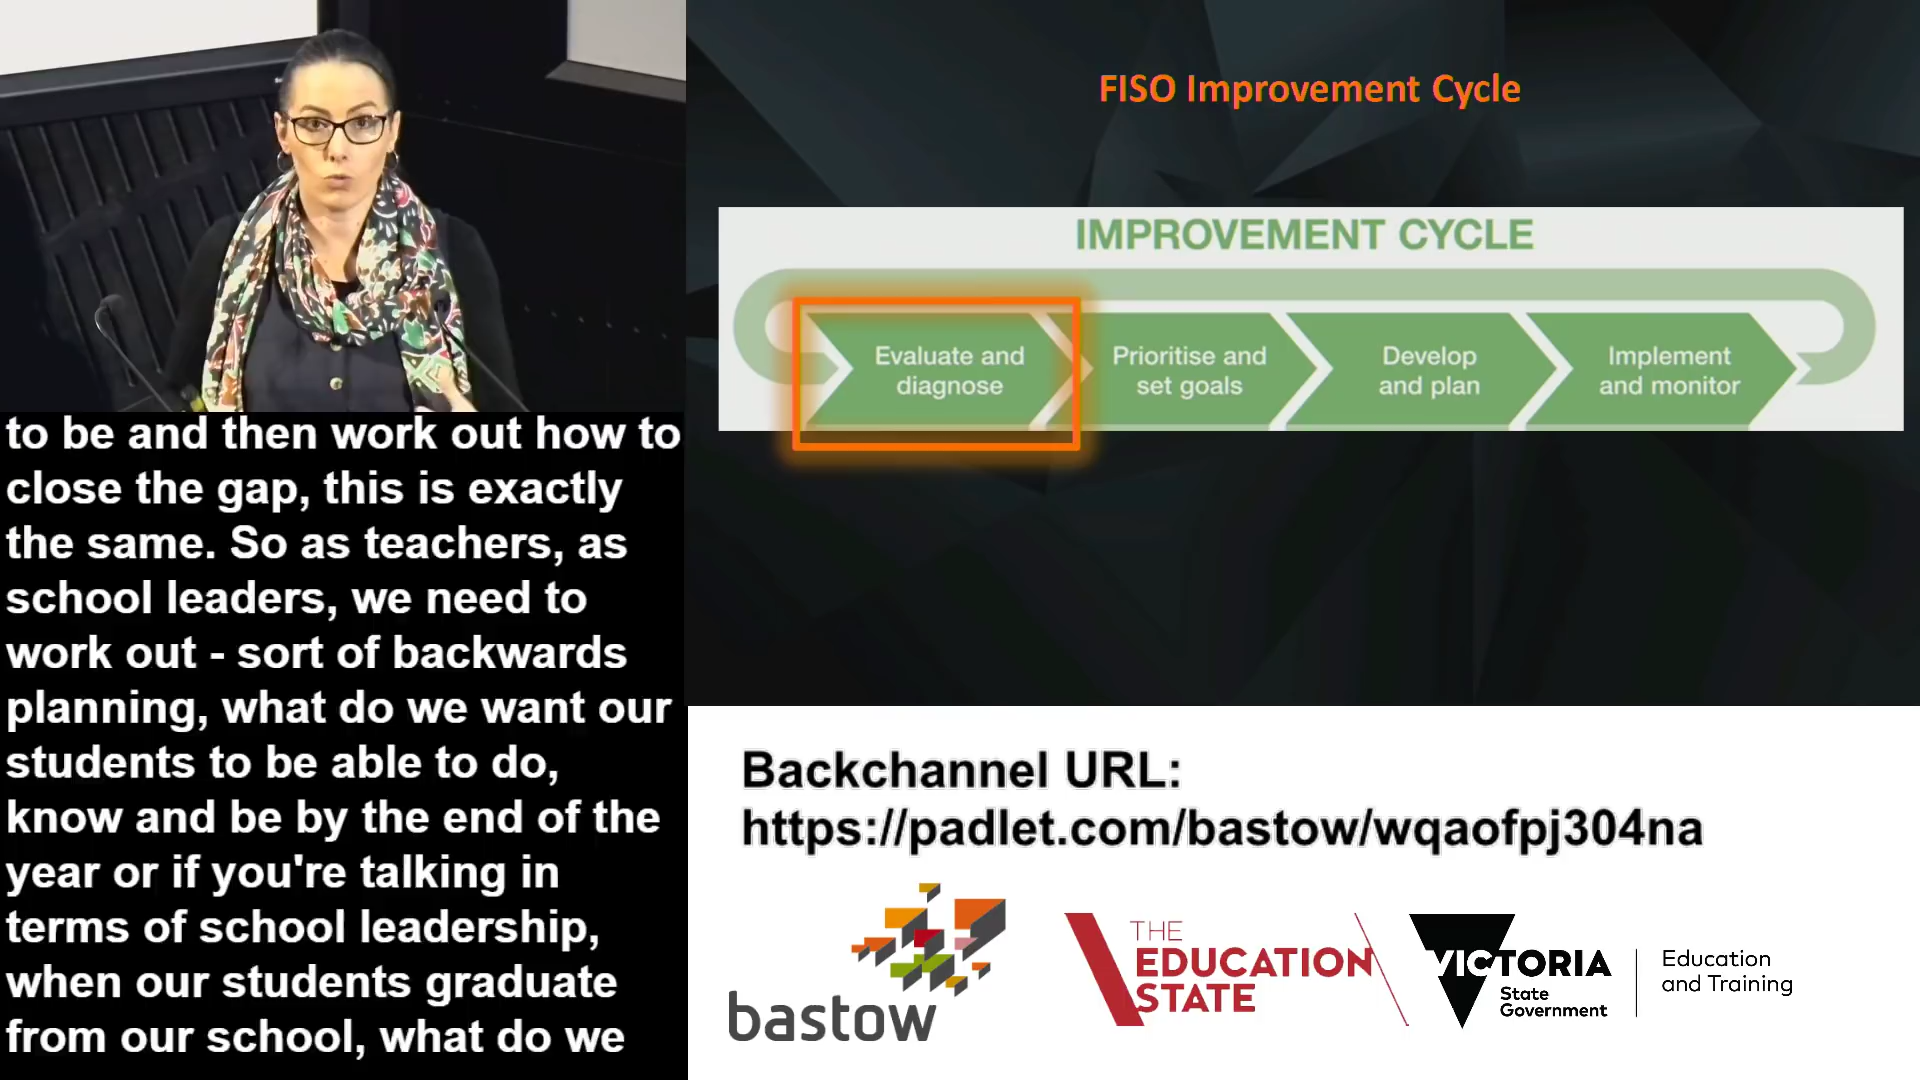 to be and then work out how to
close the gap, this is exactly
the same. So as teachers, as
school leaders, we need to
work out - sort of backwards
planning, what do we want our
students to be able to do,
know and be by the end of the
year or if you're talking in
terms of school leadership,
when our students graduate
from our school, what do we
FISO Improvement Cycle
IMPROVEMENT CYCLE
Evaluate and
diagnose
Prioritise and
set goals
Develop
and plan
Implement
and monitor
Backchannel URL:
https://padlet.com/bastow/wqaofpj304na
bastow
THE
EDUCATION
STATE
VICTORIA
State
Government
Education
and Training